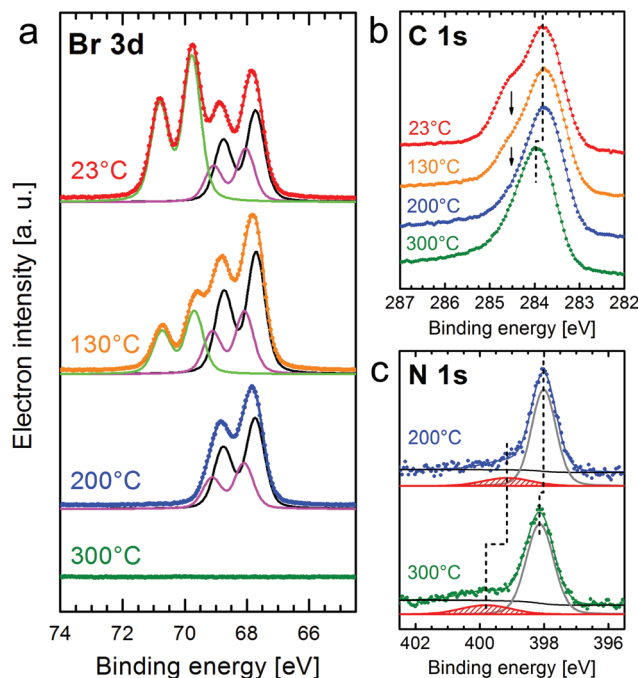 a
Br 3d
23°C
130°C
200°C
300°C
Electron intensity [a. u.]
74 72 70 68 66
Binding energy [eV]
b
C 1s
23°C
130°C
200°C
300°C
287 286 285 284 283 282
Binding energy [eV]
c
N 1s
200°C
300°C
402 400 398 396
Binding energy [eV]